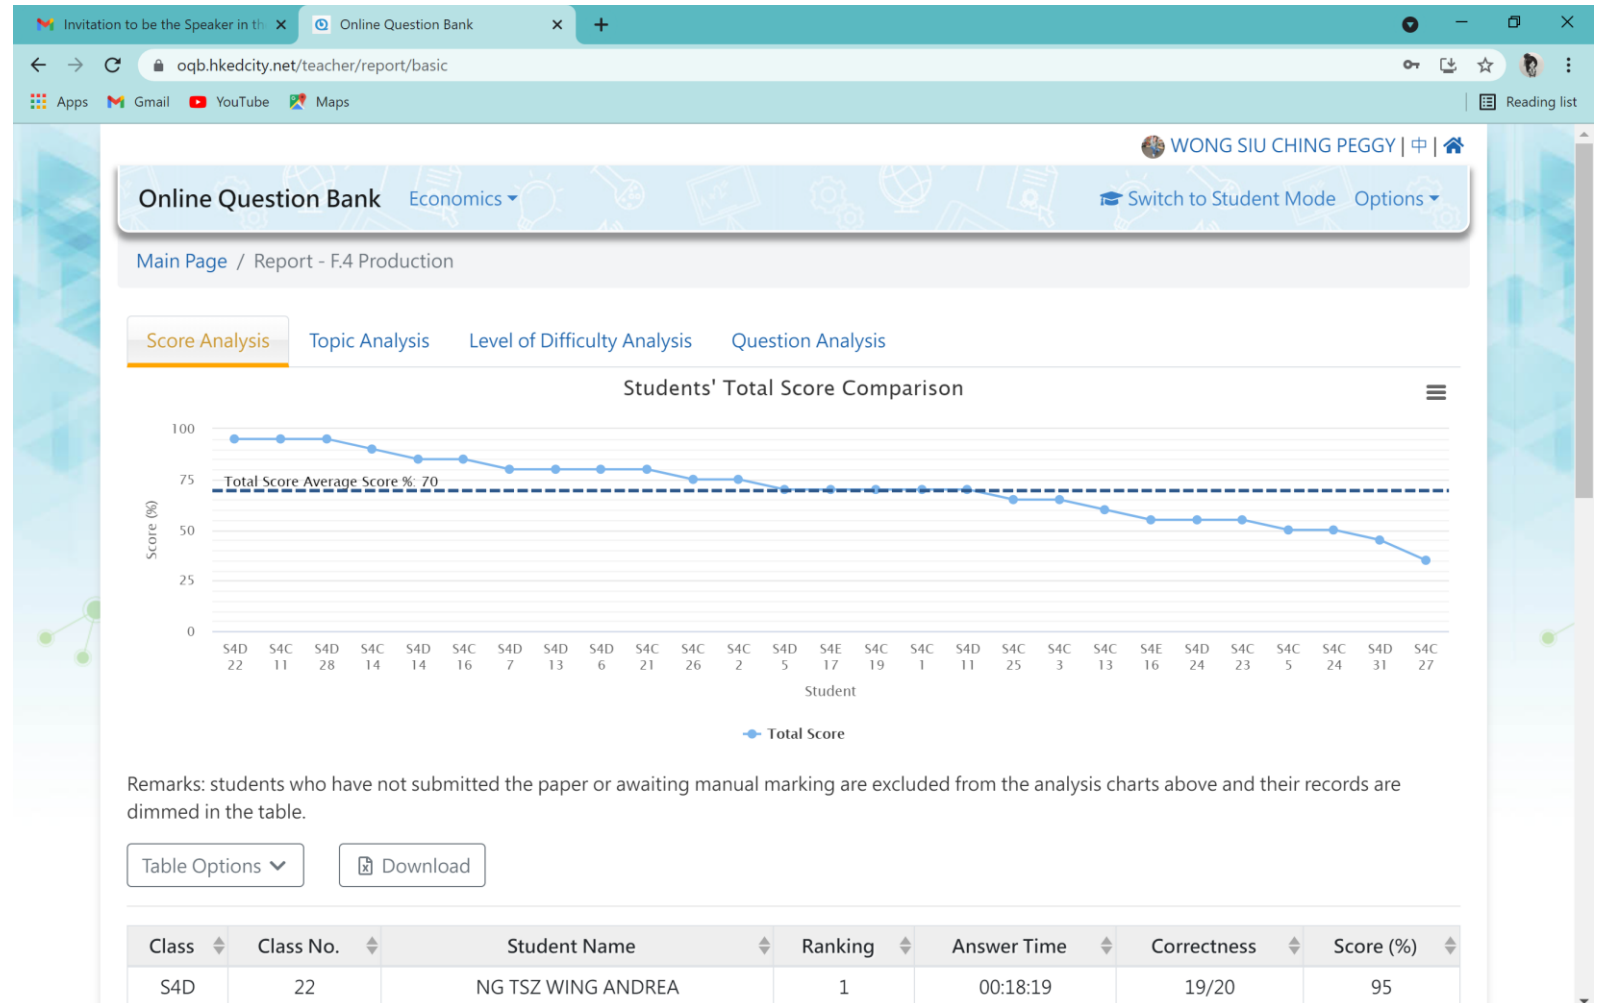 Invitation to be the Speaker in th
Online Question Bank
oqb.hkedcity.net/teacher/report/basic
Apps Gmail YouTube Maps Reading list
WONG SIU CHING PEGGY | 中 |
Online Question Bank Economics Switch to Student Mode Options
Main Page / Report - F.4 Production
Score Analysis Topic Analysis Level of Difficulty Analysis Question Analysis
Students' Total Score Comparison
100
75
50
25
0
Score (%)
Total Score Average Score %: 70
S4D S4C S4D S4C S4D S4C S4D S4D S4D S4C S4C S4C S4D S4E S4C S4C S4D S4C S4C S4C S4E S4D S4C S4C S4C S4D S4C
22 11 28 14 14 16 7 13 6 21 26 2 5 17 19 1 11 25 3 13 16 24 23 5 24 31 27
Student
Total Score
Remarks: students who have not submitted the paper or awaiting manual marking are excluded from the analysis charts above and their records are
dimmed in the table.
Table Options Download
Class Class No. Student Name Ranking Answer Time Correctness Score (%)
S4D 22 NG TSZ WING ANDREA 1 00:18:19 19/20 95